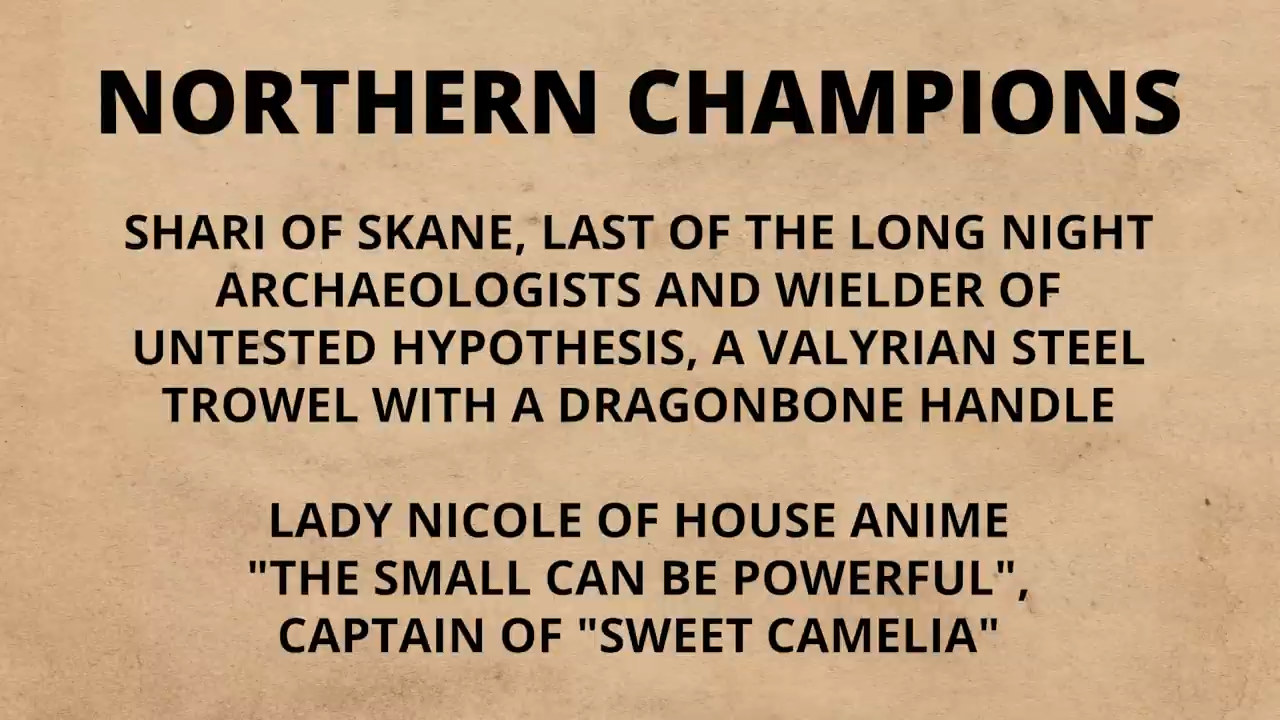 NORTHERN CHAMPIONS
SHARI OF SKANE, LAST OF THE LONG NIGHT
ARCHAEOLOGISTS AND WIELDER OF
UNTESTED HYPOTHESIS, A VALYRIAN STEEL
TROWEL WITH A DRAGONBONE HANDLE
LADY NICOLE OF HOUSE ANIME
"THE SMALL CAN BE POWERFUL",
CAPTAIN OF "SWEET CAMELIA"